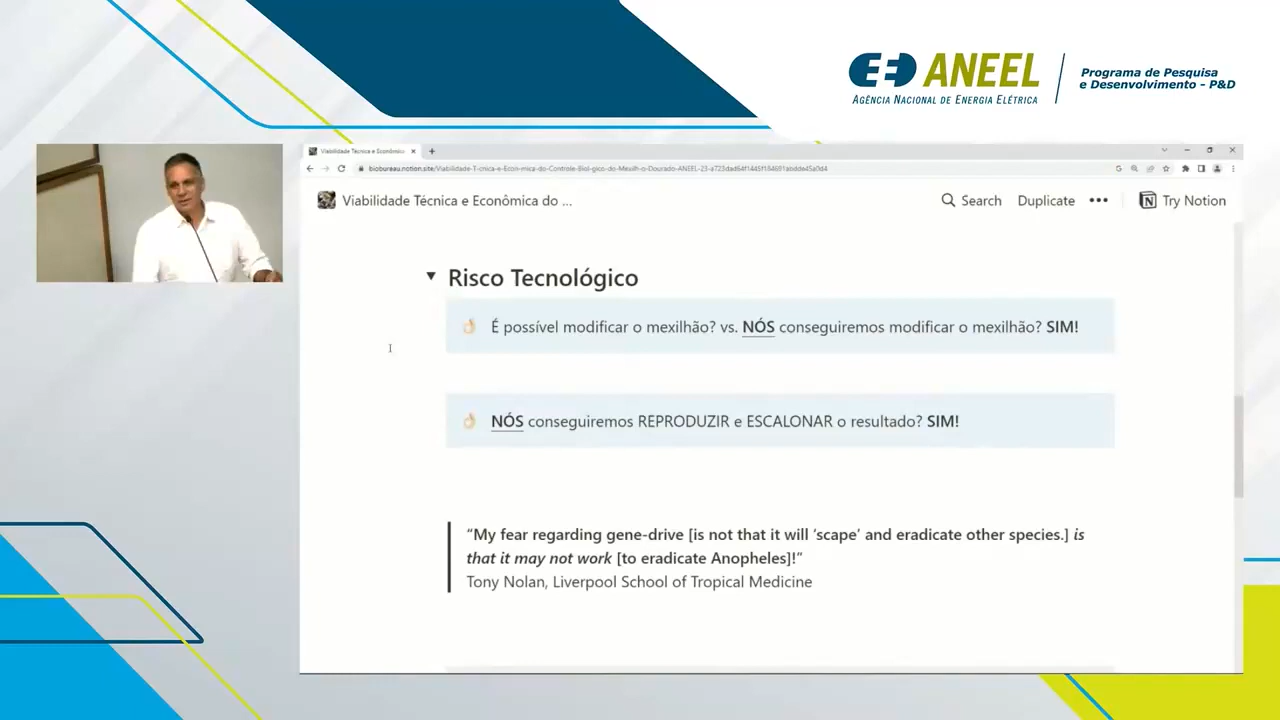 ANEEL
AGÊNCIA NACIONAL DE ENERGIA ELÉTRICA
Programa de Pesquisa
e Desenvolvimento - P&D
Viabilidade Técnica e Econômica
Viabilidade Técnica e Econômica do ...
Search
Duplicate
Try Notion
Risco Tecnológico
É possível modificar o mexilhão? vs. NÓS conseguiremos modificar o mexilhão? SIM!
NÓS conseguiremos REPRODUZIR e ESCALONAR o resultado? SIM!
“My fear regarding gene-drive [is not that it will ‘scape’ and eradicate other species.] is
that it may not work [to eradicate Anopheles]!”
Tony Nolan, Liverpool School of Tropical Medicine